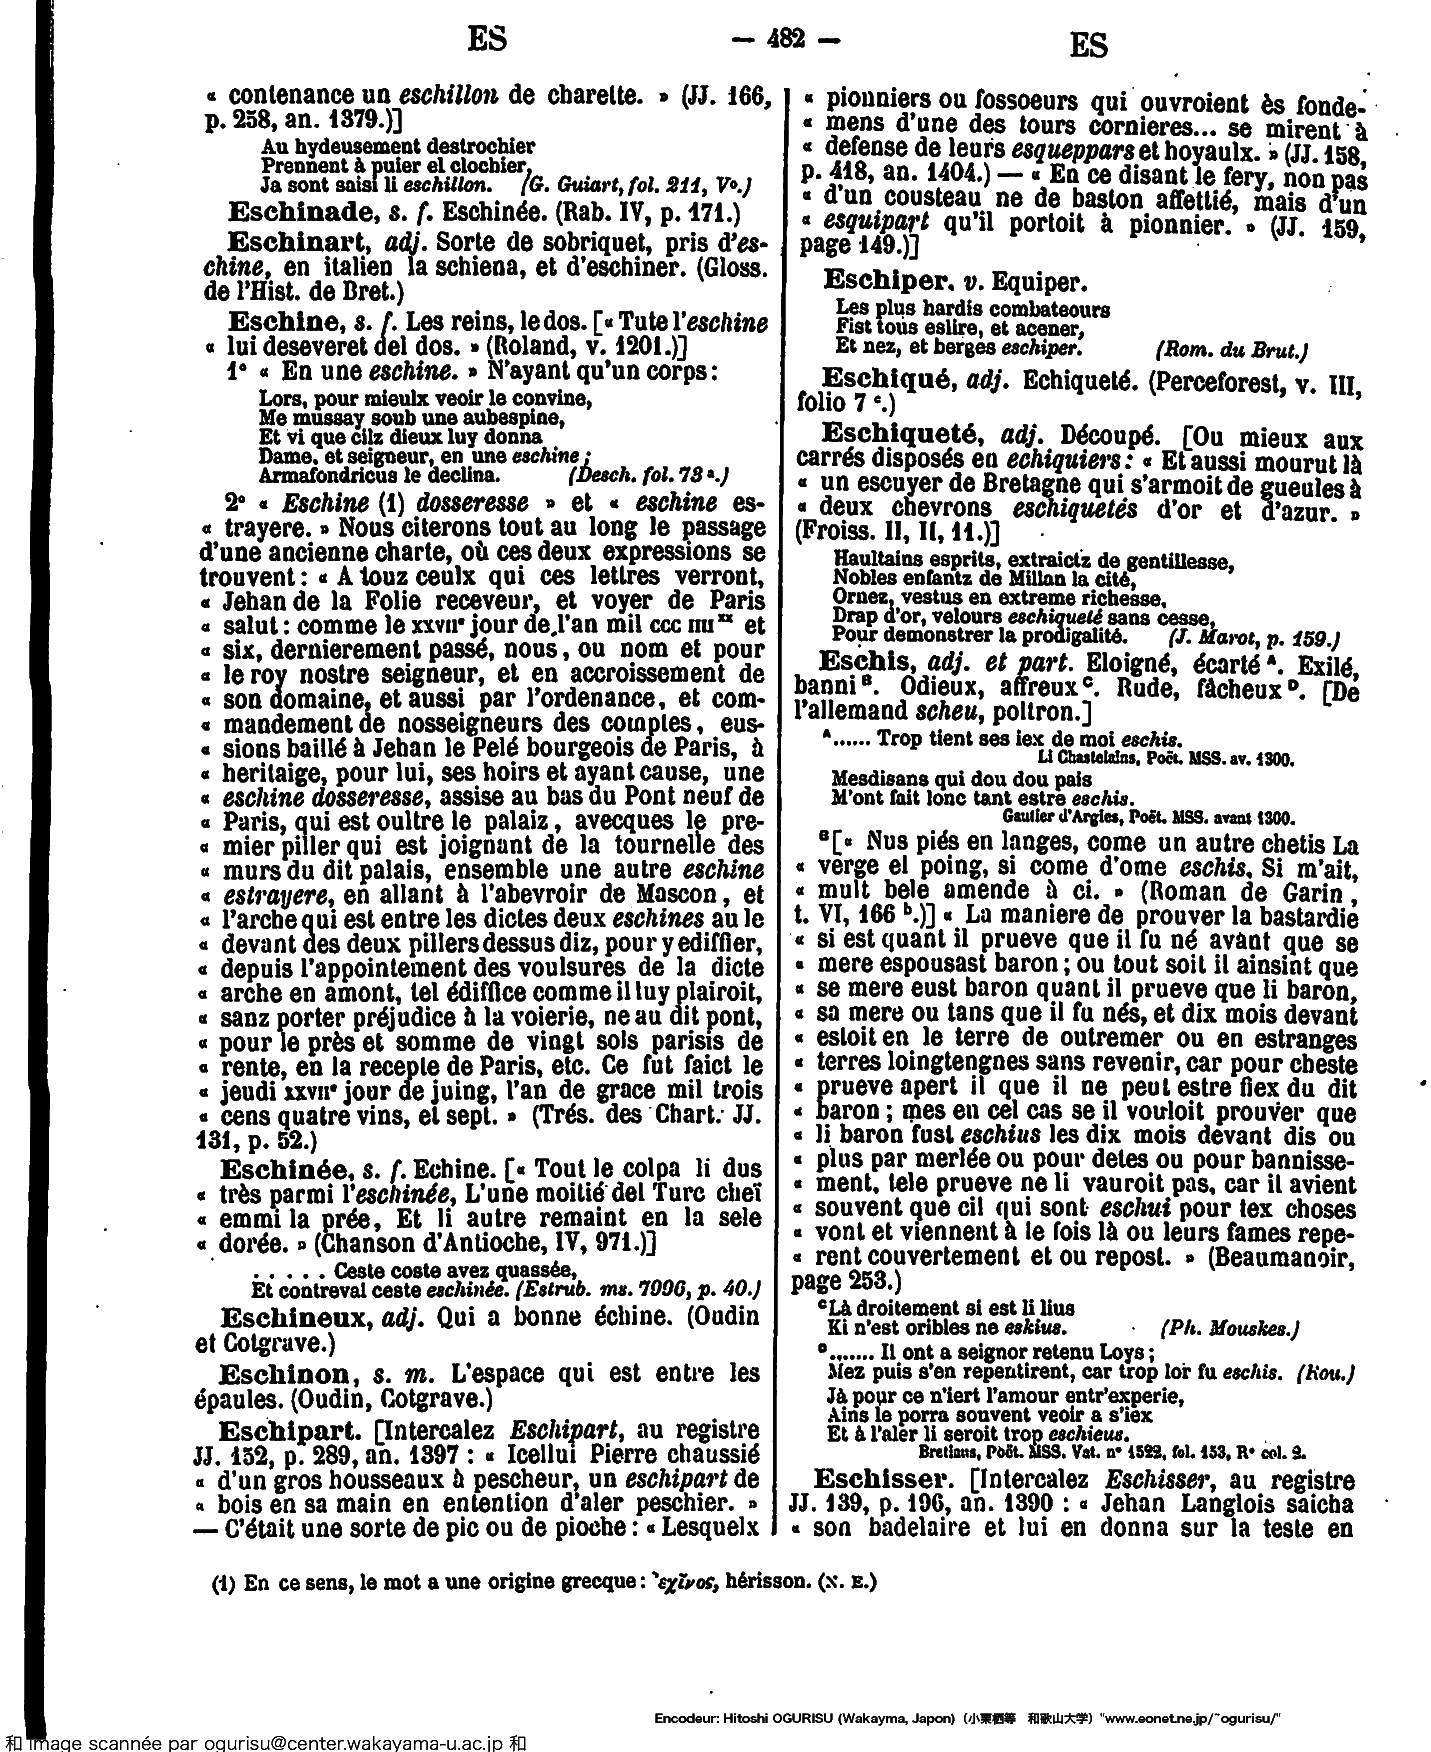 ES
— 482 —
ES
« contenance un eschillon de charette. » (JJ. 166,
p. 258, an. 1379.)]
Au hydeusement destrochier
Prennent à puier el clochier,
Ja sont saisi li eschillon. (G. Guiart, fol. 211, Vº.)
Eschinade, s. f. Eschinée. (Rab. IV, p. 171.)
Eschinart, adj. Sorte de sobriquet, pris d'es-
chine, en italien la schiena, et d'eschiner. (Gloss.
de l'Hist. de Bret.)
Eschine, s. f. Les reins, le dos. [« Tute l'eschine
« lui deseveret del dos. » (Roland, v. 1201.)]
1° « En une eschine. » N'ayant qu'un corps :
Lors, pour mieulx veoir le convine,
Me mussay soub une aubespine,
Et vi que cilz dieux luy donna
Dame, et seigneur, en une eschine ;
Armafondricus le declina. (Desch. fol. 73 ª.)
2° « Eschine (1) dosseresse » et « eschine es-
« trayere. » Nous citerons tout au long le passage
d'une ancienne charte, où ces deux expressions se
trouvent : « A touz ceulx qui ces lettres verront,
« Jehan de la Folie receveur, et voyer de Paris
« salut : comme le XXVIIᵉ jour de l'an mil CCC IIIIˣˣ et
« six, dernierement passé, nous, ou nom et pour
« le roy nostre seigneur, et en accroissement de
« son domaine, et aussi par l'ordenance, et com-
« mandement de nosseigneurs des comptes, eus-
« sions baillé à Jehan le Pelé bourgeois de Paris, à
« heritaige, pour lui, ses hoirs et ayant cause, une
« eschine dosseresse, assise au bas du Pont neuf de
« Paris, qui est oultre le palaiz, avecques le pre-
« mier piller qui est joignant de la tournelle des
« murs du dit palais, ensemble une autre eschine
« estrayere, en allant à l'abevroir de Mascon, et
« l'arche qui est entre les dictes deux eschines au le
« devant des deux pillers dessus diz, pour y ediffier,
« depuis l'appointement des voulsures de la dicte
« arche en amont, tel édiffice comme il luy plairoit,
« sanz porter préjudice à la voierie, ne au dit pont,
« pour le près et somme de vingt sols parisis de
« rente, en la recepte de Paris, etc. Ce fut faict le
« jeudi XXVIIᵉ jour de juing, l'an de grace mil trois
« cens quatre vins, et sept. » (Trés. des Chart. JJ.
131, p. 52.)
Eschinée, s. f. Echine. [« Tout le colpa li dus
« très parmi l'eschinée, L'une moitié del Turc cheï
« emmi la prée, Et li autre remaint en la sele
« dorée. » (Chanson d'Antioche, IV, 971.)]
. . . . . Ceste coste avez quassée,
Et contreval ceste eschinée. (Estrub. ms. 7996, p. 40.)
Eschineux, adj. Qui a bonne échine. (Oudin
et Cotgrave.)
Eschinon, s. m. L'espace qui est entre les
épaules. (Oudin, Cotgrave.)
Eschipart. [Intercalez Eschipart, au registre
JJ. 152, p. 289, an. 1397 : « Icellui Pierre chaussié
« d'un gros housseaux à pescheur, un eschipart de
« bois en sa main en entention d'aler peschier. »
— C'était une sorte de pic ou de pioche : « Lesquelx
« pionniers ou fossoeurs qui ouvroient ès fonde-
« mens d'une des tours cornieres... se mirent à
« defense de leurs esqueppars et hoyaulx. » (JJ. 158,
p. 418, an. 1404.) — « En ce disant le fery, non pas
« d'un cousteau ne de baston affettié, mais d'un
« esquipart qu'il portoit à pionnier. » (JJ. 159,
page 149.)]
Eschiper. v. Equiper.
Les plus hardis combateours
Fist tous eslire, et acener,
Et nez, et berges eschiper. (Rom. du Brut.)
Eschiqué, adj. Echiqueté. (Perceforest, v. III,
folio 7 ᶜ.)
Eschiqueté, adj. Découpé. [Ou mieux aux
carrés disposés en echiquiers : « Et aussi mourut là
« un escuyer de Bretagne qui s'armoit de gueules à
« deux chevrons eschiquetés d'or et d'azur. »
(Froiss. II, II, 11.)]
Haultains esprits, extraictz de gentillesse,
Nobles enfantz de Millan la cité,
Ornez, vestus en extreme richesse,
Drap d'or, velours eschiqueté sans cesse,
Pour demonstrer la prodigalité. (J. Marot, p. 159.)
Eschis, adj. et part. Eloigné, écarté ᴬ. Exilé,
banni ᴮ. Odieux, affreux ᶜ. Rude, fâcheux ᴰ. [De
l'allemand scheu, poltron.]
ᴬ...... Trop tient ses iex de moi eschis.
Li Chastelains, Poët. MSS. av. 1300.
Mesdisans qui dou dou pais
M'ont fait lonc tant estre eschis.
Gautier d'Argies, Poët. MSS. avant 1300.
ᴮ [« Nus piés en langes, come un autre chetis La
« verge el poing, si come d'ome eschis, Si m'ait,
« mult bele amende à ci. » (Roman de Garin,
t. VI, 166 ᵇ.)] « La maniere de prouver la bastardie
« si est quant il prueve que il fu né avant que se
« mere espousast baron ; ou tout soit il ainsint que
« se mere eust baron quant il prueve que li baron,
« sa mere ou tans que il fu nés, et dix mois devant
« estoit en le terre de outremer ou en estranges
« terres loingtengnes sans revenir, car pour cheste
« prueve apert il que il ne peut estre fiex du dit
« baron ; mes en cel cas se il vouloit prouver que
« li baron fust eschius les dix mois devant dis ou
« plus par merlée ou pour detes ou pour bannisse-
« ment, tele prueve ne li vauroit pas, car il avient
« souvent que cil qui sont eschui pour tex choses
« vont et viennent à le fois là ou leurs fames repe-
« rent couvertement et ou repost. » (Beaumanoir,
page 253.)
ᶜ Là droitement si est li lius
Ki n'est oribles ne eskius. (Ph. Mouskes.)
ᴰ....... Il ont a seignor retenu Loys ;
Mez puis s'en repentirent, car trop lor fu eschis. (Rou.)
Jà pour ce n'iert l'amour entr'experie,
Ains le porra souvent veoir a s'iex
Et à l'aler li seroit trop eschieus.
Bretians, Poët. MSS. Vat. n° 1522, fol. 153, R° col. 2.
Eschisser. [Intercalez Eschisser, au registre
JJ. 139, p. 196, an. 1390 : « Jehan Langlois saicha
« son badelaire et lui en donna sur la teste en
(1) En ce sens, le mot a une origine grecque : ἐχῖνος, hérisson. (N. E.)
Encodeur: Hitoshi OGURISU (Wakayma, Japon) (小栗栖等 和歌山大学) "www.eonet.ne.jp/~ogurisu/"
和 image scannée par ogurisu@center.wakayama-u.ac.jp 和